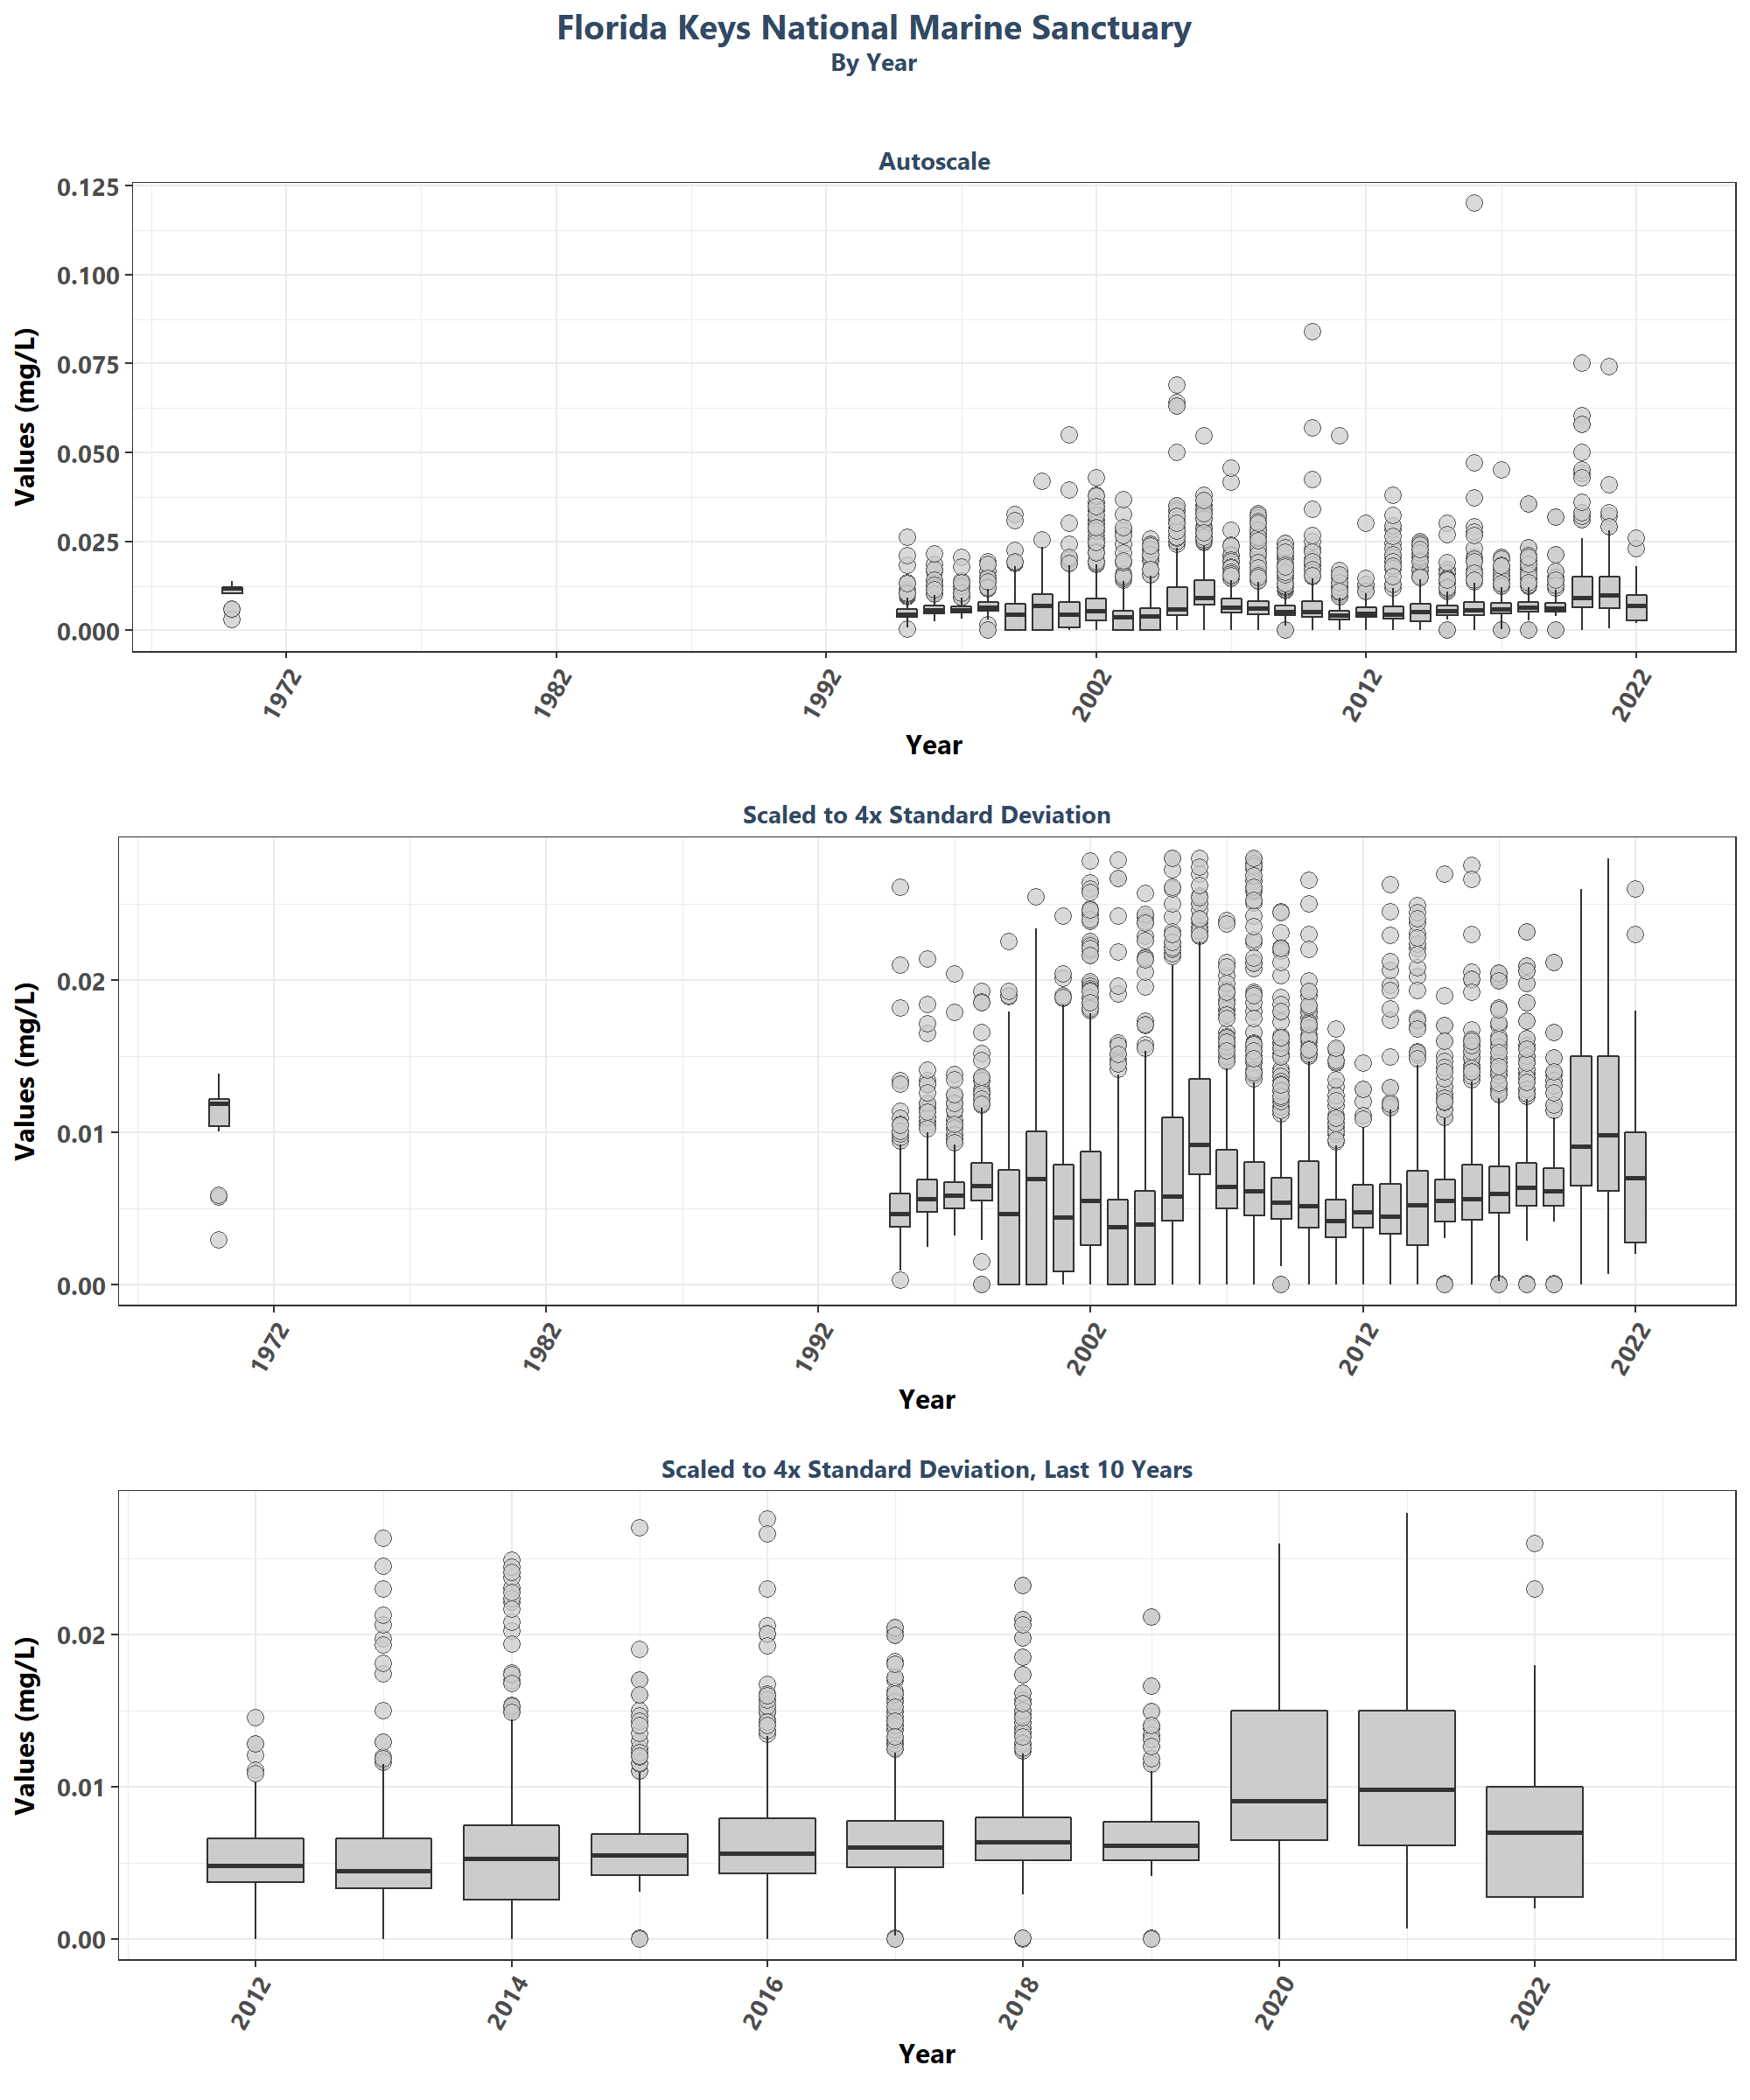 Florida Keys National Marine Sanctuary
By Year
Autoscale
Values (mg/L)
0.125
0.100
0.075
0.050
0.025
0.000
1972
1982
1992
2002
2012
2022
Year
Scaled to 4x Standard Deviation
Values (mg/L)
0.02
0.01
0.00
1972
1982
1992
2002
2012
2022
Year
Scaled to 4x Standard Deviation, Last 10 Years
Values (mg/L)
0.02
0.01
0.00
2012
2014
2016
2018
2020
2022
Year